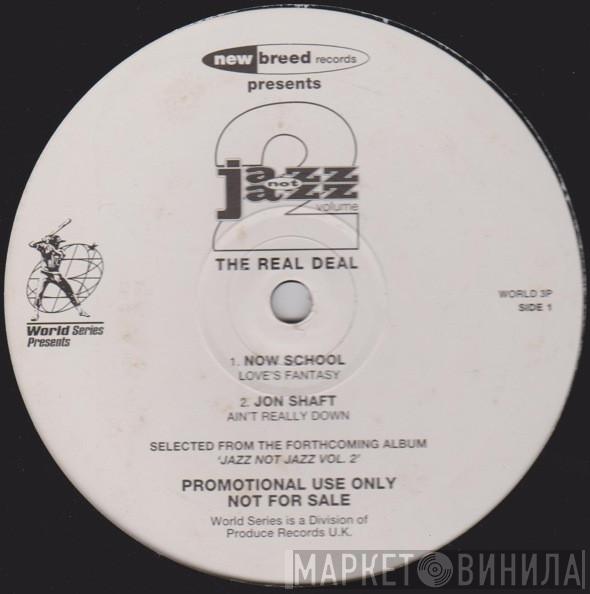 new breed records
presents
2
jazz
not
jazz
volume
THE REAL DEAL
World Series
Presents
WORLD 3P
SIDE 1
1. NOW SCHOOL
LOVE'S FANTASY
2. JON SHAFT
AIN'T REALLY DOWN
SELECTED FROM THE FORTHCOMING ALBUM
'JAZZ NOT JAZZ VOL. 2'
PROMOTIONAL USE ONLY
NOT FOR SALE
World Series is a Division of
Produce Records U.K.
МАРКЕТ ВИНИЛА